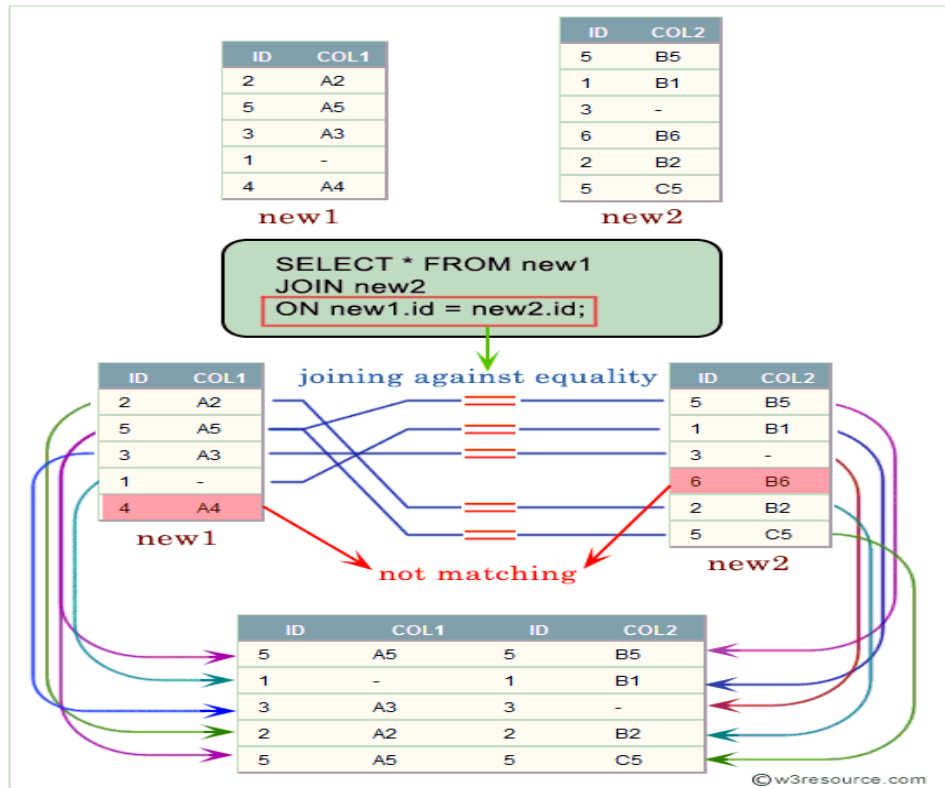 ID COL1
2 A2
5 A5
3 A3
1 -
4 A4
new1
ID COL2
5 B5
1 B1
3 -
6 B6
2 B2
5 C5
new2
SELECT * FROM new1
JOIN new2
ON new1.id = new2.id;
joining against equality
ID COL1
2 A2
5 A5
3 A3
1 -
4 A4
new1
ID COL2
5 B5
1 B1
3 -
6 B6
2 B2
5 C5
new2
not matching
ID COL1 ID COL2
5 A5 5 B5
1 - 1 B1
3 A3 3 -
2 A2 2 B2
5 A5 5 C5
©w3resource.com